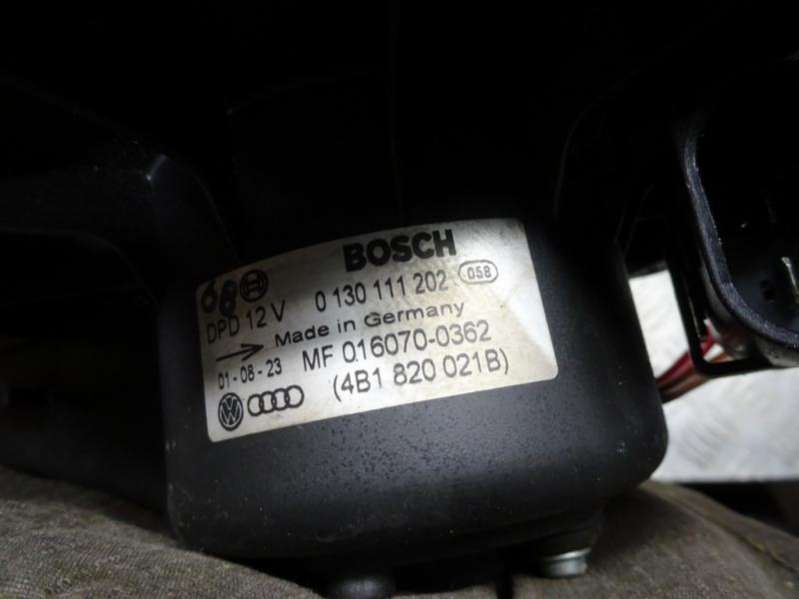 BOSCH
68
DPD 12 V 0 130 111 202 058
Made in Germany
01-08-23 MF 016070-0362
(4B1 820 021B)